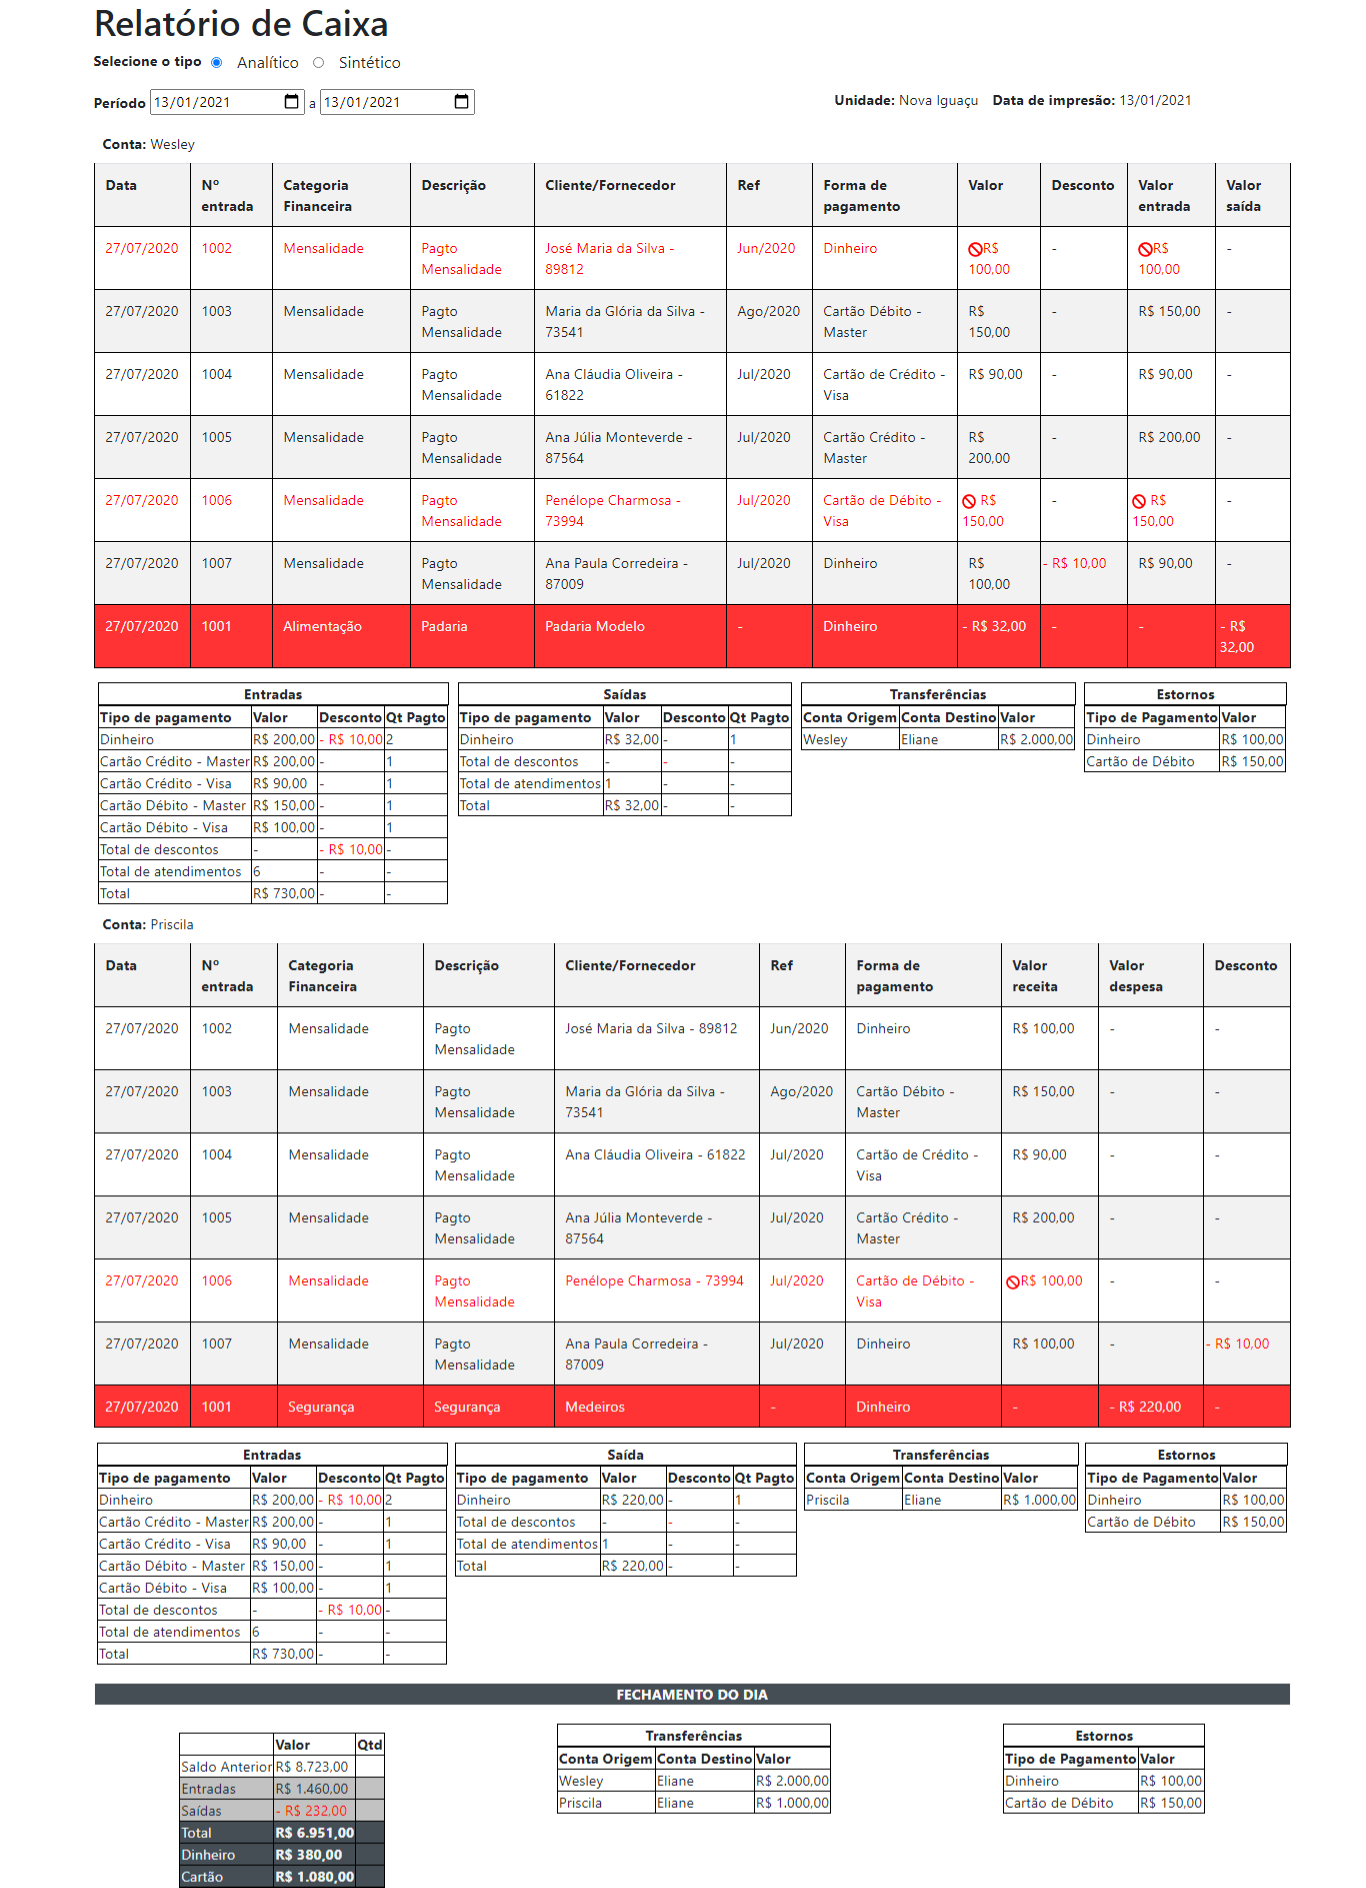 Relatório de Caixa
Selecione o tipo Analítico Sintético
Período 13/01/2021 a 13/01/2021 Unidade: Nova Iguaçu Data de impresão: 13/01/2021
Conta: Wesley
Data Nº entrada Categoria Financeira Descrição Cliente/Fornecedor Ref Forma de pagamento Valor Desconto Valor entrada Valor saída
27/07/2020 1002 Mensalidade Pagto Mensalidade José Maria da Silva - 89812 Jun/2020 Dinheiro R$ 100,00 - R$ 100,00 -
27/07/2020 1003 Mensalidade Pagto Mensalidade Maria da Glória da Silva - 73541 Ago/2020 Cartão Débito - Master R$ 150,00 - R$ 150,00 -
27/07/2020 1004 Mensalidade Pagto Mensalidade Ana Cláudia Oliveira - 61822 Jul/2020 Cartão de Crédito - Visa R$ 90,00 - R$ 90,00 -
27/07/2020 1005 Mensalidade Pagto Mensalidade Ana Júlia Monteverde - 87564 Jul/2020 Cartão Crédito - Master R$ 200,00 - R$ 200,00 -
27/07/2020 1006 Mensalidade Pagto Mensalidade Penélope Charmosa - 73994 Jul/2020 Cartão de Débito - Visa R$ 150,00 - R$ 150,00 -
27/07/2020 1007 Mensalidade Pagto Mensalidade Ana Paula Corredeira - 87009 Jul/2020 Dinheiro R$ 100,00 - R$ 10,00 R$ 90,00 -
27/07/2020 1001 Alimentação Padaria Padaria Modelo - Dinheiro - R$ 32,00 - - - R$ 32,00
Entradas
Tipo de pagamento Valor Desconto Qt Pagto
Dinheiro R$ 200,00 - R$ 10,00 2
Cartão Crédito - Master R$ 200,00 - 1
Cartão Crédito - Visa R$ 90,00 - 1
Cartão Débito - Master R$ 150,00 - 1
Cartão Débito - Visa R$ 100,00 - 1
Total de descontos - - R$ 10,00 -
Total de atendimentos 6 - -
Total R$ 730,00 - -
Saídas
Tipo de pagamento Valor Desconto Qt Pagto
Dinheiro R$ 32,00 - 1
Total de descontos - - -
Total de atendimentos 1 - -
Total R$ 32,00 - -
Transferências
Conta Origem Conta Destino Valor
Wesley Eliane R$ 2.000,00
Estornos
Tipo de Pagamento Valor
Dinheiro R$ 100,00
Cartão de Débito R$ 150,00
Conta: Priscila
Data Nº entrada Categoria Financeira Descrição Cliente/Fornecedor Ref Forma de pagamento Valor receita Valor despesa Desconto
27/07/2020 1002 Mensalidade Pagto Mensalidade José Maria da Silva - 89812 Jun/2020 Dinheiro R$ 100,00 - -
27/07/2020 1003 Mensalidade Pagto Mensalidade Maria da Glória da Silva - 73541 Ago/2020 Cartão Débito - Master R$ 150,00 - -
27/07/2020 1004 Mensalidade Pagto Mensalidade Ana Cláudia Oliveira - 61822 Jul/2020 Cartão de Crédito - Visa R$ 90,00 - -
27/07/2020 1005 Mensalidade Pagto Mensalidade Ana Júlia Monteverde - 87564 Jul/2020 Cartão Crédito - Master R$ 200,00 - -
27/07/2020 1006 Mensalidade Pagto Mensalidade Penélope Charmosa - 73994 Jul/2020 Cartão de Débito - Visa R$ 100,00 - -
27/07/2020 1007 Mensalidade Pagto Mensalidade Ana Paula Corredeira - 87009 Jul/2020 Dinheiro R$ 100,00 - - R$ 10,00
27/07/2020 1001 Segurança Segurança Medeiros - Dinheiro - - R$ 220,00 -
Entradas
Tipo de pagamento Valor Desconto Qt Pagto
Dinheiro R$ 200,00 - R$ 10,00 2
Cartão Crédito - Master R$ 200,00 - 1
Cartão Crédito - Visa R$ 90,00 - 1
Cartão Débito - Master R$ 150,00 - 1
Cartão Débito - Visa R$ 100,00 - 1
Total de descontos - - R$ 10,00 -
Total de atendimentos 6 - -
Total R$ 730,00 - -
Saída
Tipo de pagamento Valor Desconto Qt Pagto
Dinheiro R$ 220,00 - 1
Total de descontos - - -
Total de atendimentos 1 - -
Total R$ 220,00 - -
Transferências
Conta Origem Conta Destino Valor
Priscila Eliane R$ 1.000,00
Estornos
Tipo de Pagamento Valor
Dinheiro R$ 100,00
Cartão de Débito R$ 150,00
FECHAMENTO DO DIA
Valor Qtd
Saldo Anterior R$ 8.723,00
Entradas R$ 1.460,00
Saídas - R$ 232,00
Total R$ 6.951,00
Dinheiro R$ 380,00
Cartão R$ 1.080,00
Transferências
Conta Origem Conta Destino Valor
Wesley Eliane R$ 2.000,00
Priscila Eliane R$ 1.000,00
Estornos
Tipo de Pagamento Valor
Dinheiro R$ 100,00
Cartão de Débito R$ 150,00